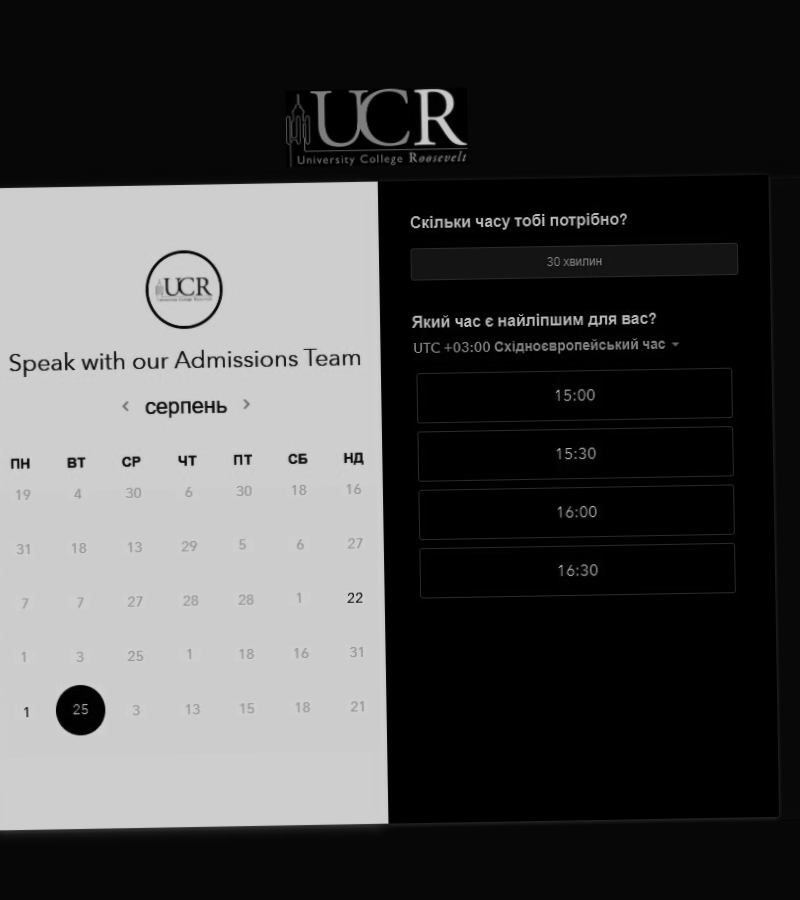 UCR
University College Roosevelt
UCR
University College Roosevelt
Speak with our Admissions Team
серпень
ПН ВТ СР ЧТ ПТ СБ НД
19 4 30 6 30 18 16
31 18 13 29 5 6 27
7 7 27 28 28 1 22
1 3 25 1 18 16 31
1 25 3 13 15 18 21
Скільки часу тобі потрібно?
30 хвилин
Який час є найліпшим для вас?
UTC +03:00 Східноєвропейський час
15:00
15:30
16:00
16:30